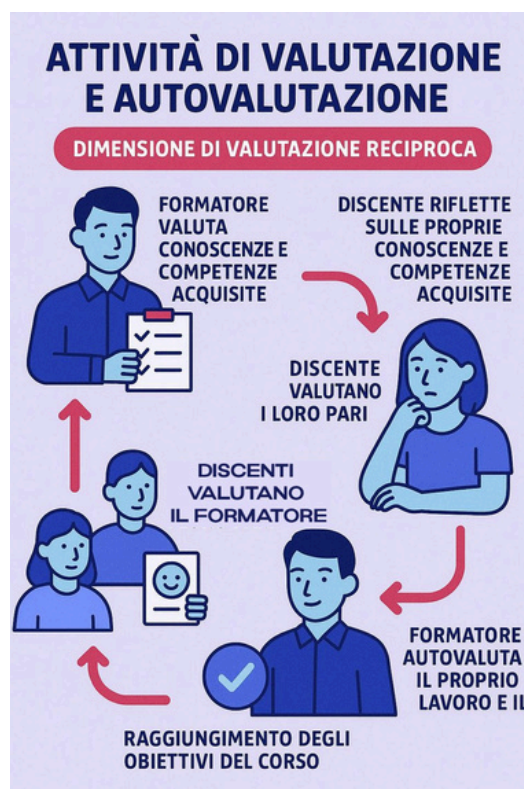 ATTIVITÀ DI VALUTAZIONE
E AUTOVALUTAZIONE
DIMENSIONE DI VALUTAZIONE RECIPROCA
FORMATORE
VALUTA
CONOSCENZE E
COMPETENZE
ACQUISITE
DISCENTE RIFLETTE
SULLE PROPRIE
CONOSCENZE E
COMPETENZE
ACQUISITE
DISCENTE
VALUTANO
I LORO PARI
DISCENTI
VALUTANO
IL FORMATORE
FORMATORE
AUTOVALUTA
IL PROPRIO
LAVORO E IL
RAGGIUNGIMENTO DEGLI
OBIETTIVI DEL CORSO